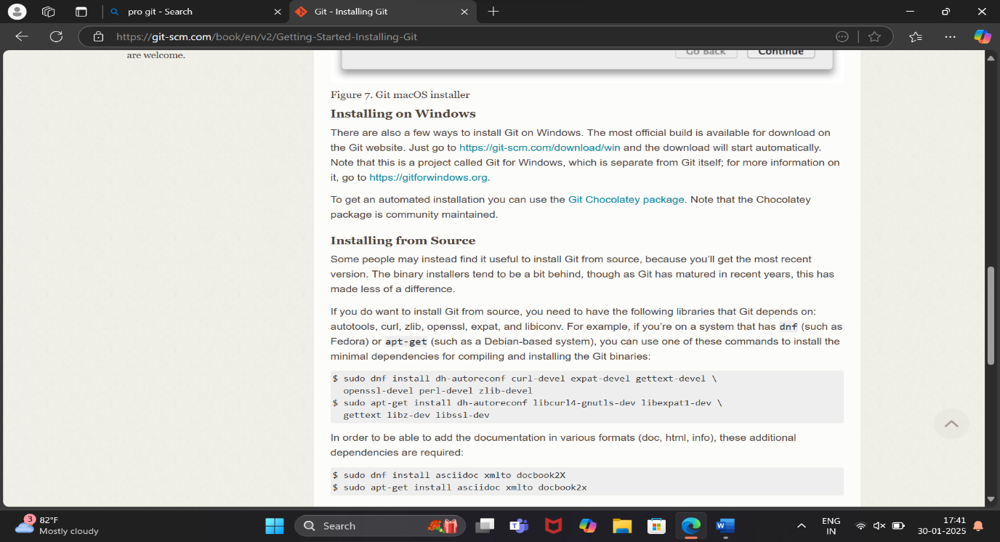 pro git - Search
Git - Installing Git
https://git-scm.com/book/en/v2/Getting-Started-Installing-Git
are welcome.
Go Back
Continue
Figure 7. Git macOS installer
Installing on Windows
There are also a few ways to install Git on Windows. The most official build is available for download on
the Git website. Just go to https://git-scm.com/download/win and the download will start automatically.
Note that this is a project called Git for Windows, which is separate from Git itself; for more information on
it, go to https://gitforwindows.org.
To get an automated installation you can use the Git Chocolatey package. Note that the Chocolatey
package is community maintained.
Installing from Source
Some people may instead find it useful to install Git from source, because you’ll get the most recent
version. The binary installers tend to be a bit behind, though as Git has matured in recent years, this has
made less of a difference.
If you do want to install Git from source, you need to have the following libraries that Git depends on:
autotools, curl, zlib, openssl, expat, and libiconv. For example, if you’re on a system that has dnf (such as
Fedora) or apt-get (such as a Debian-based system), you can use one of these commands to install the
minimal dependencies for compiling and installing the Git binaries:
$ sudo dnf install dh-autoreconf curl-devel expat-devel gettext-devel \
openssl-devel perl-devel zlib-devel
$ sudo apt-get install dh-autoreconf libcurl4-gnutls-dev libexpat1-dev \
gettext libz-dev libssl-dev
In order to be able to add the documentation in various formats (doc, html, info), these additional
dependencies are required:
$ sudo dnf install asciidoc xmlto docbook2X
$ sudo apt-get install asciidoc xmlto docbook2x
3
82°F
Mostly cloudy
Search
ENG
IN
17:41
30-01-2025